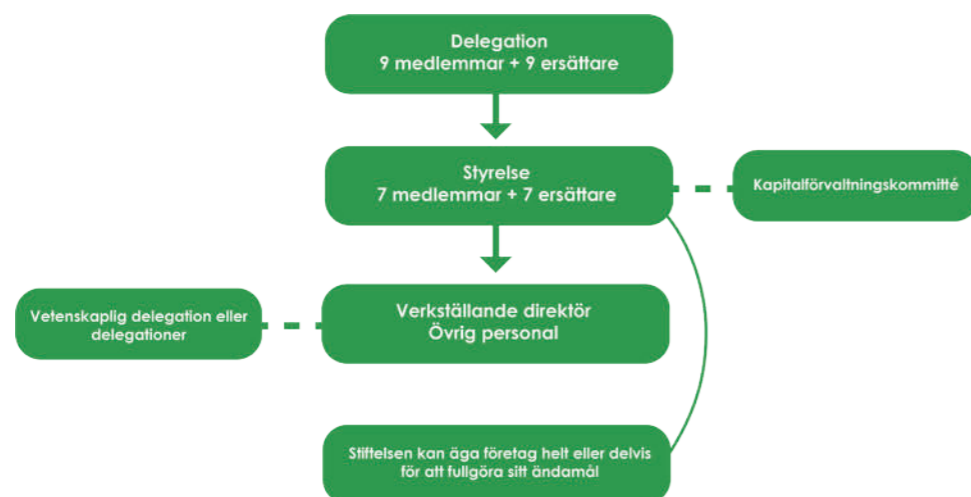 Delegation
9 medlemmar + 9 ersättare
Styrelse
7 medlemmar + 7 ersättare
Kapitalförvaltningskommitté
Vetenskaplig delegation eller
delegationer
Verkställande direktör
Övrig personal
Stiftelsen kan äga företag helt eller delvis
för att fullgöra sitt ändamål